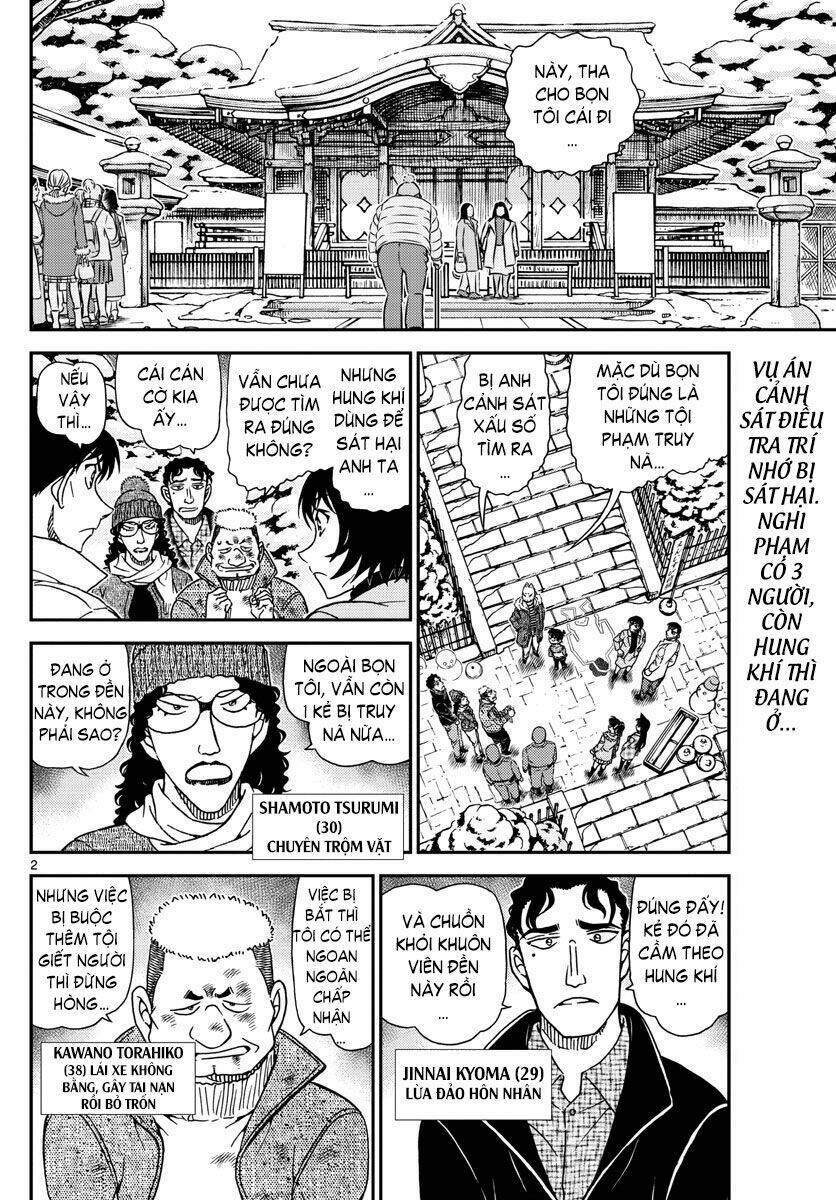 NÀY, THA
CHO BỌN
TÔI CÁI ĐI
...
VỤ ÁN
CẢNH
SÁT ĐIỀU
TRA TRÍ
NHỚ BỊ
SÁT HẠI.
NGHI
PHẠM
CÓ 3
NGƯỜI,
CÒN
HUNG
KHÍ THÌ
ĐANG
Ở...
MẶC DÙ BỌN
TÔI ĐÚNG LÀ
NHỮNG TỘI
PHẠM TRUY
NÃ...
BỊ ANH
CẢNH SÁT
XẤU SỐ
TÌM RA
...
NHƯNG
HUNG KHÍ
DÙNG ĐỂ
SÁT HẠI
ANH TA
...
VẪN CHƯA
ĐƯỢC TÌM
RA ĐÚNG
KHÔNG?
CÁI CÁN
CỜ KIA
ẤY...
NẾU
VẬY
THÌ...
NGOÀI BỌN
TÔI, VẪN CÒN
1 KẺ BỊ TRUY
NÃ NỮA...
ĐANG Ở
TRONG ĐỀN
NÀY, KHÔNG
PHẢI SAO?
SHAMOTO TSURUMI
(30)
CHUYÊN TRỘM VẶT
2
ĐÚNG ĐẤY!
KẺ ĐÓ ĐÃ
CẦM THEO
HUNG KHÍ
...
VÀ CHUỒN
KHỎI KHUÔN
VIÊN ĐỀN
NÀY RỒI
...
JINNAI KYOMA (29)
LỪA ĐẢO HÔN NHÂN
VIỆC BỊ
BẮT THÌ
TÔI CÓ THỂ
NGOAN
NGOÃN
CHẤP
NHẬN
...
NHƯNG VIỆC
BỊ BUỘC
THÊM TỘI
GIẾT NGƯỜI
THÌ ĐỪNG
HÒNG...
KAWANO TORAHIKO
(38) LÁI XE KHÔNG
BẰNG, GÂY TAI NẠN
RỒI BỎ TRỐN